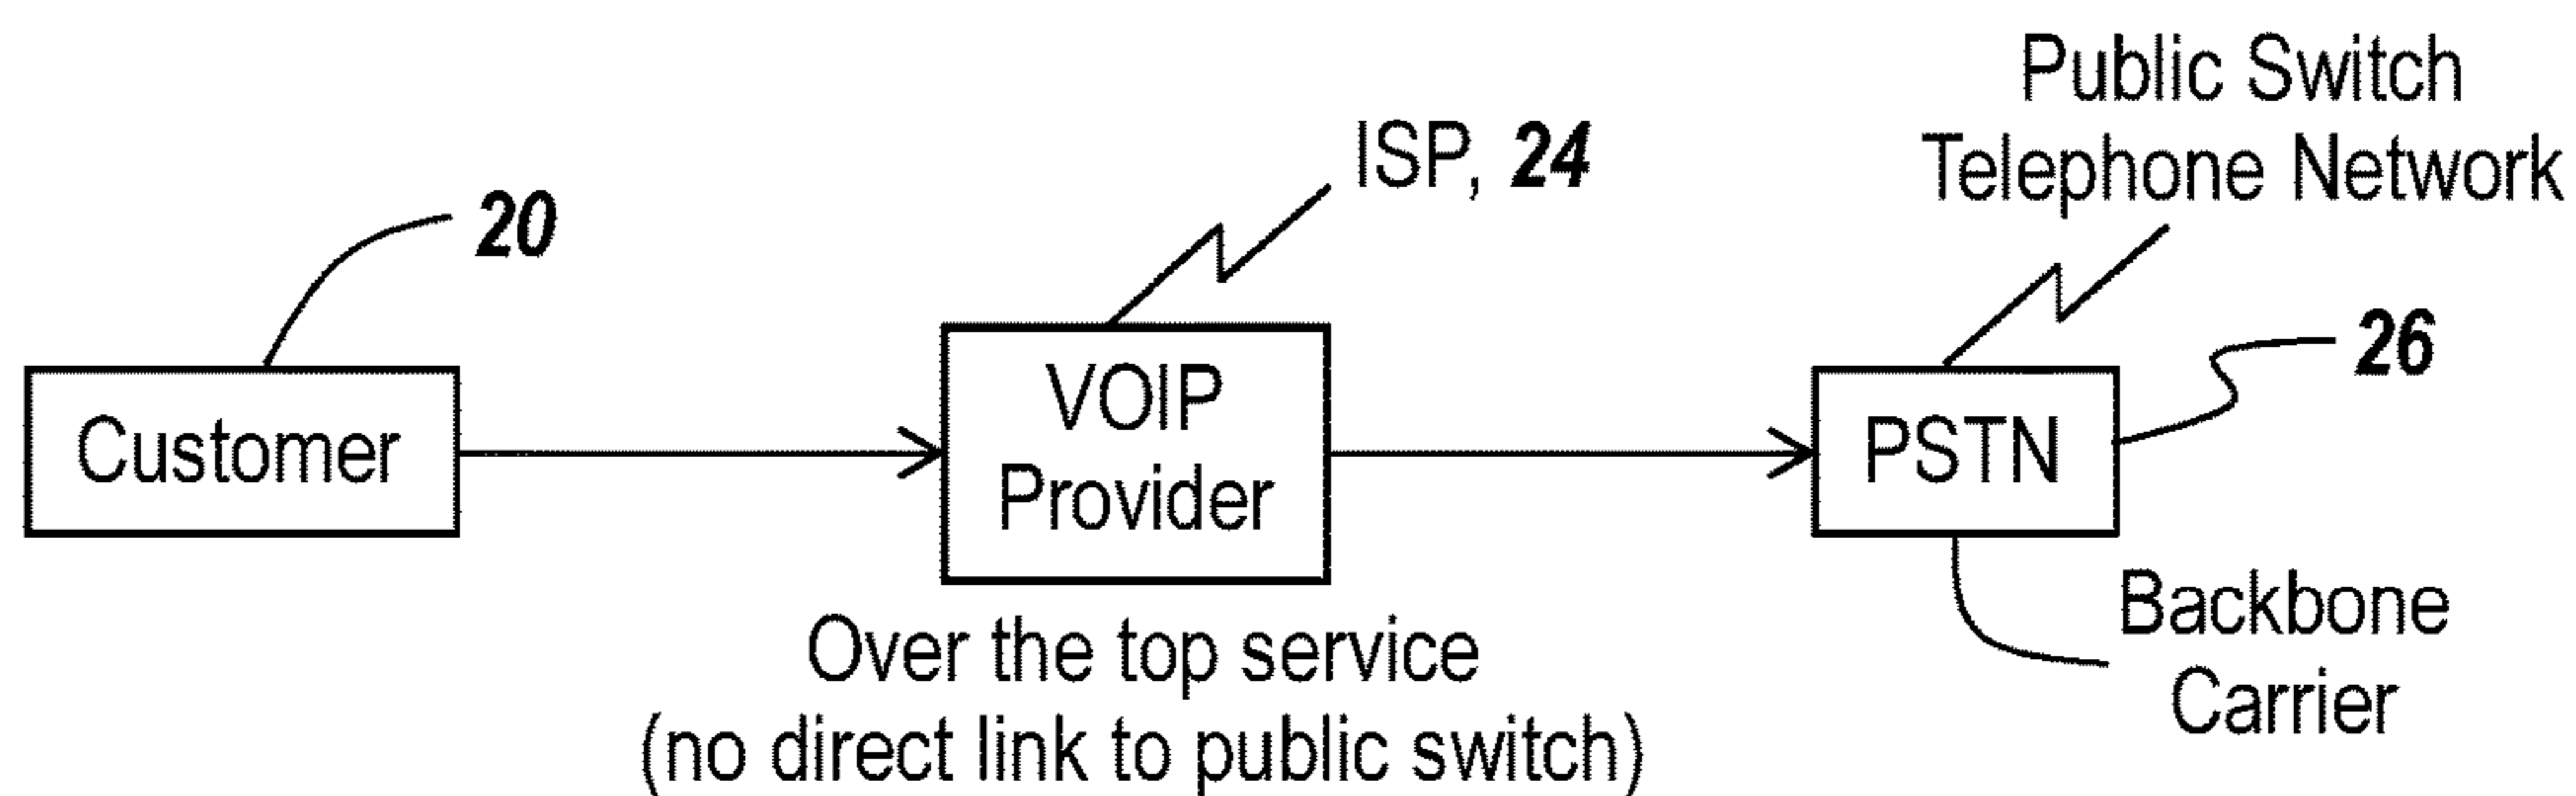 Public Switch
Telephone Network
ISP, 24
20
26
Customer
VOIP
Provider
PSTN
Over the top service
(no direct link to public switch)
Backbone
Carrier